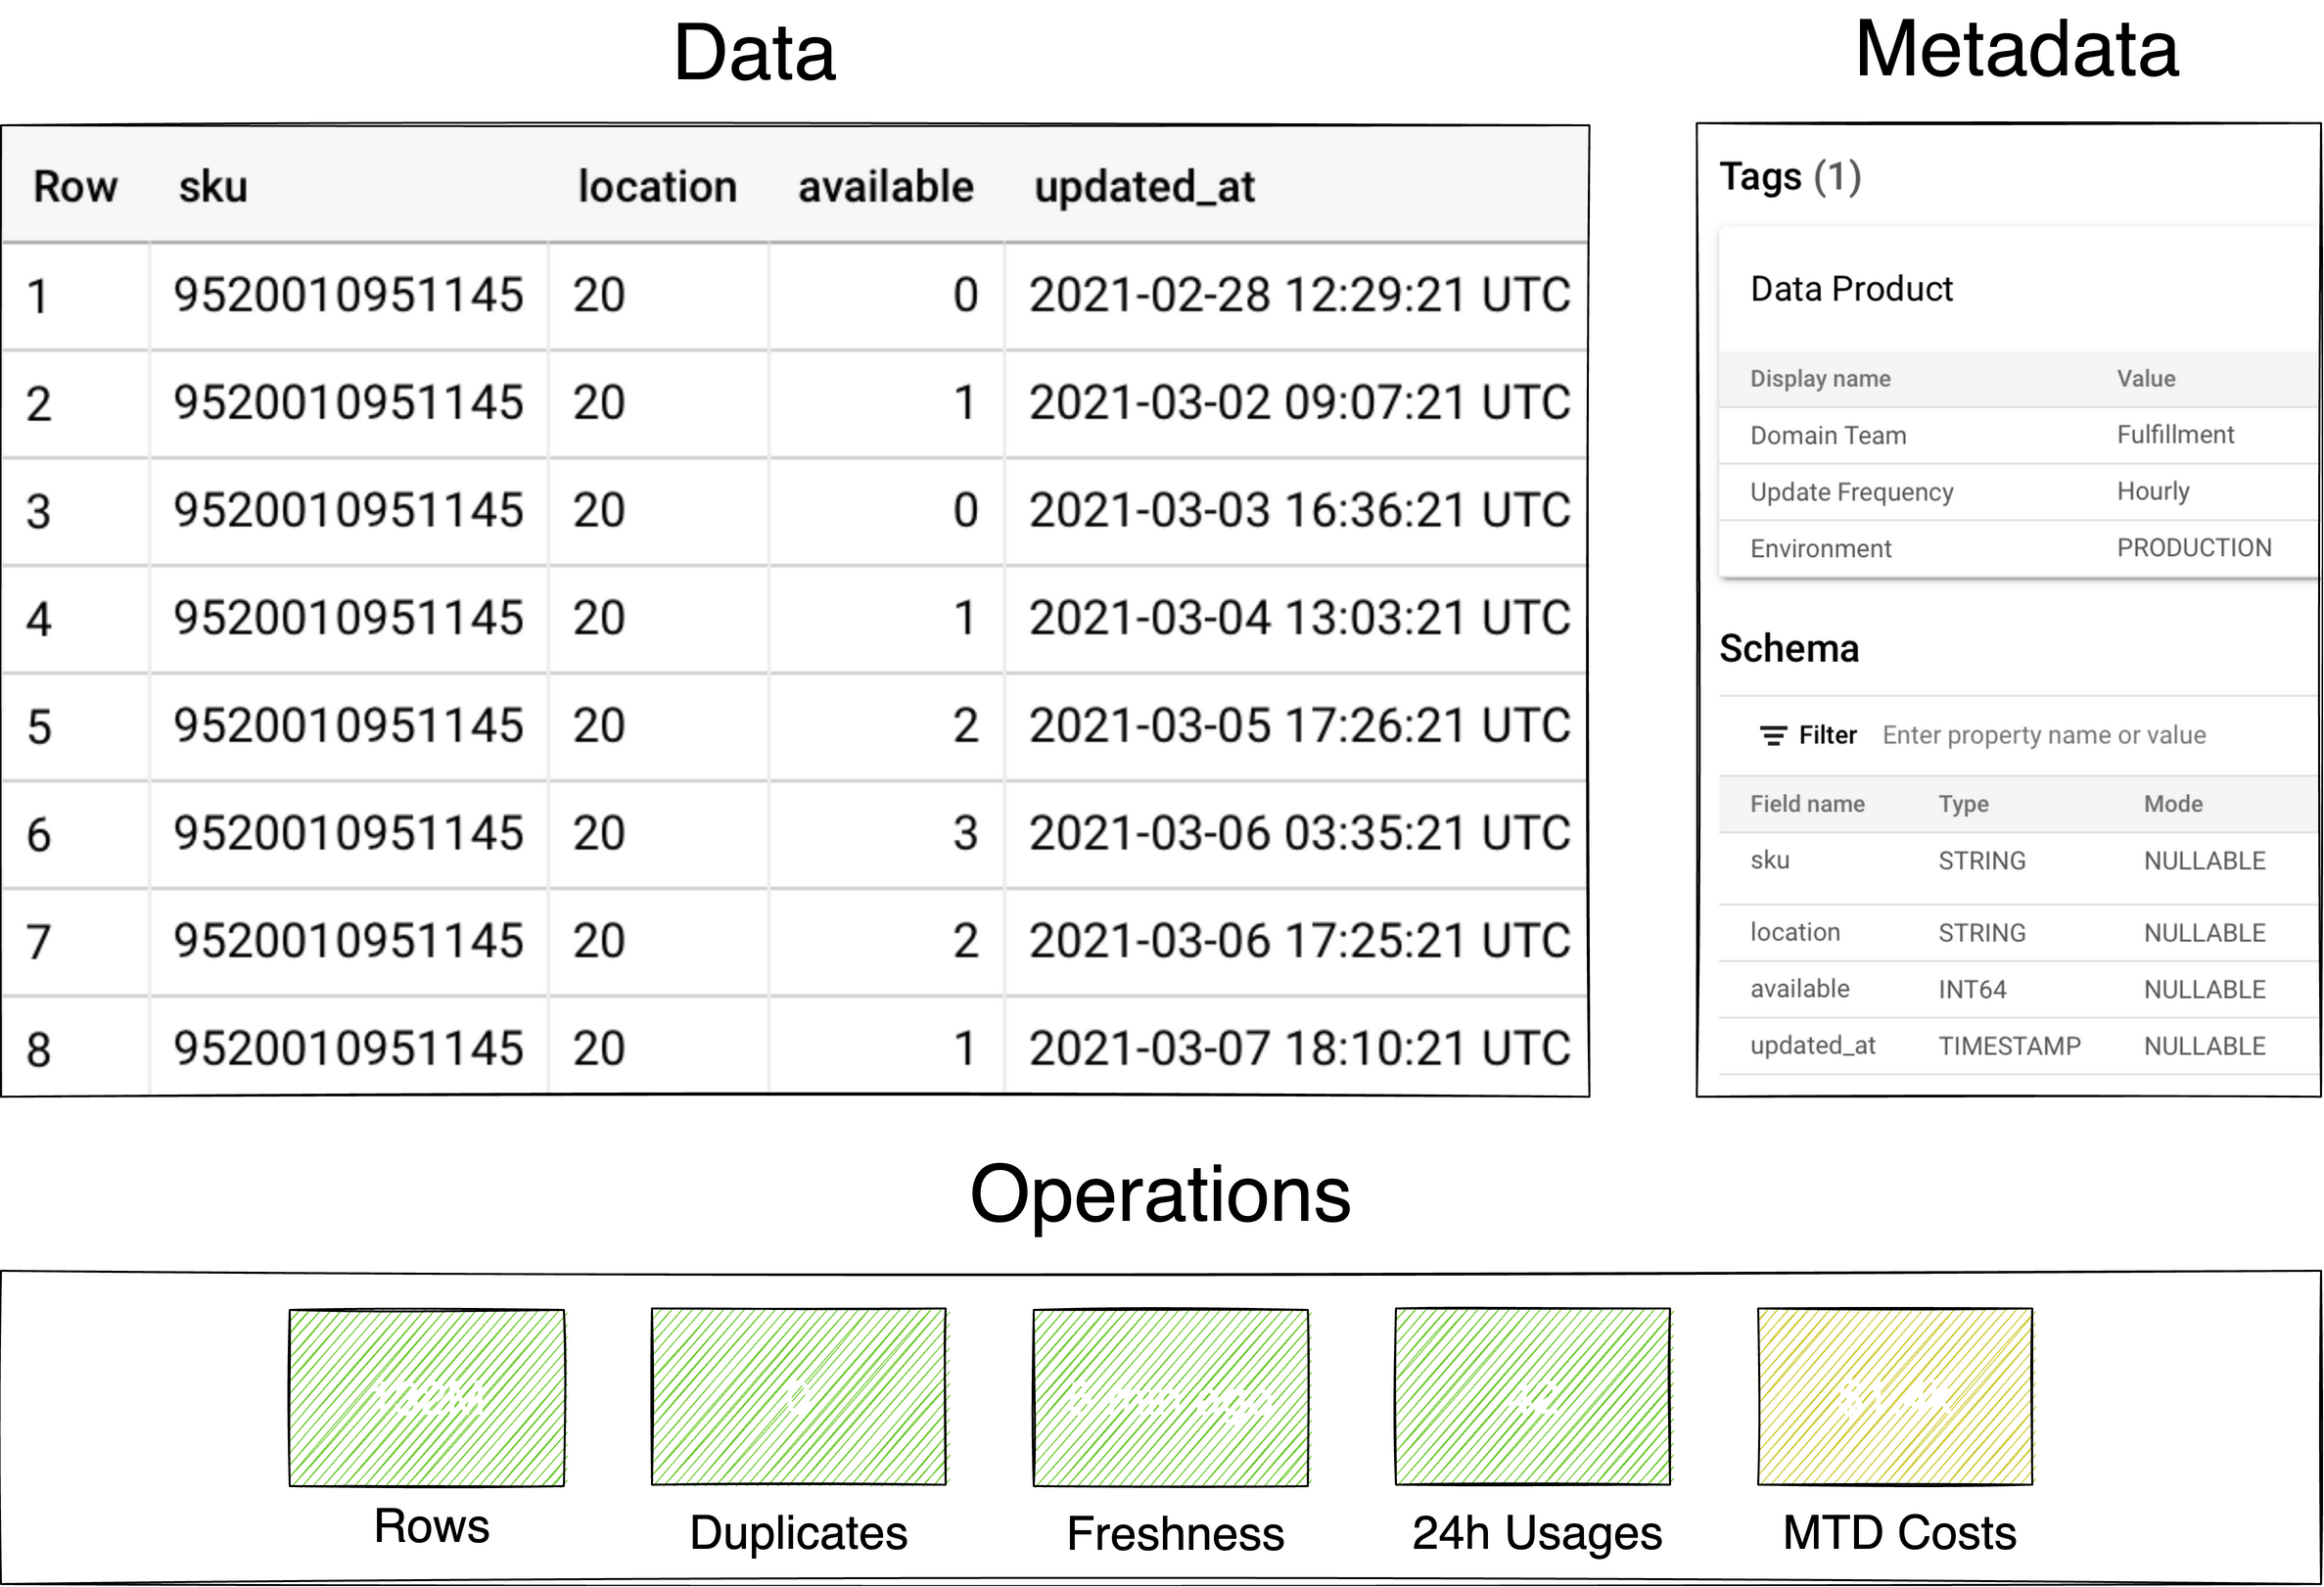 Data
Row sku location available updated_at
1 9520010951145 20 0 2021-02-28 12:29:21 UTC
2 9520010951145 20 1 2021-03-02 09:07:21 UTC
3 9520010951145 20 0 2021-03-03 16:36:21 UTC
4 9520010951145 20 1 2021-03-04 13:03:21 UTC
5 9520010951145 20 2 2021-03-05 17:26:21 UTC
6 9520010951145 20 3 2021-03-06 03:35:21 UTC
7 9520010951145 20 2 2021-03-06 17:25:21 UTC
8 9520010951145 20 1 2021-03-07 18:10:21 UTC
Metadata
Tags (1)
Data Product
Display name Value
Domain Team Fulfillment
Update Frequency Hourly
Environment PRODUCTION
Schema
Filter Enter property name or value
Field name Type Mode
sku STRING NULLABLE
location STRING NULLABLE
available INT64 NULLABLE
updated_at TIMESTAMP NULLABLE
Operations
0 min ago 42
Rows Duplicates Freshness 24h Usages MTD Costs